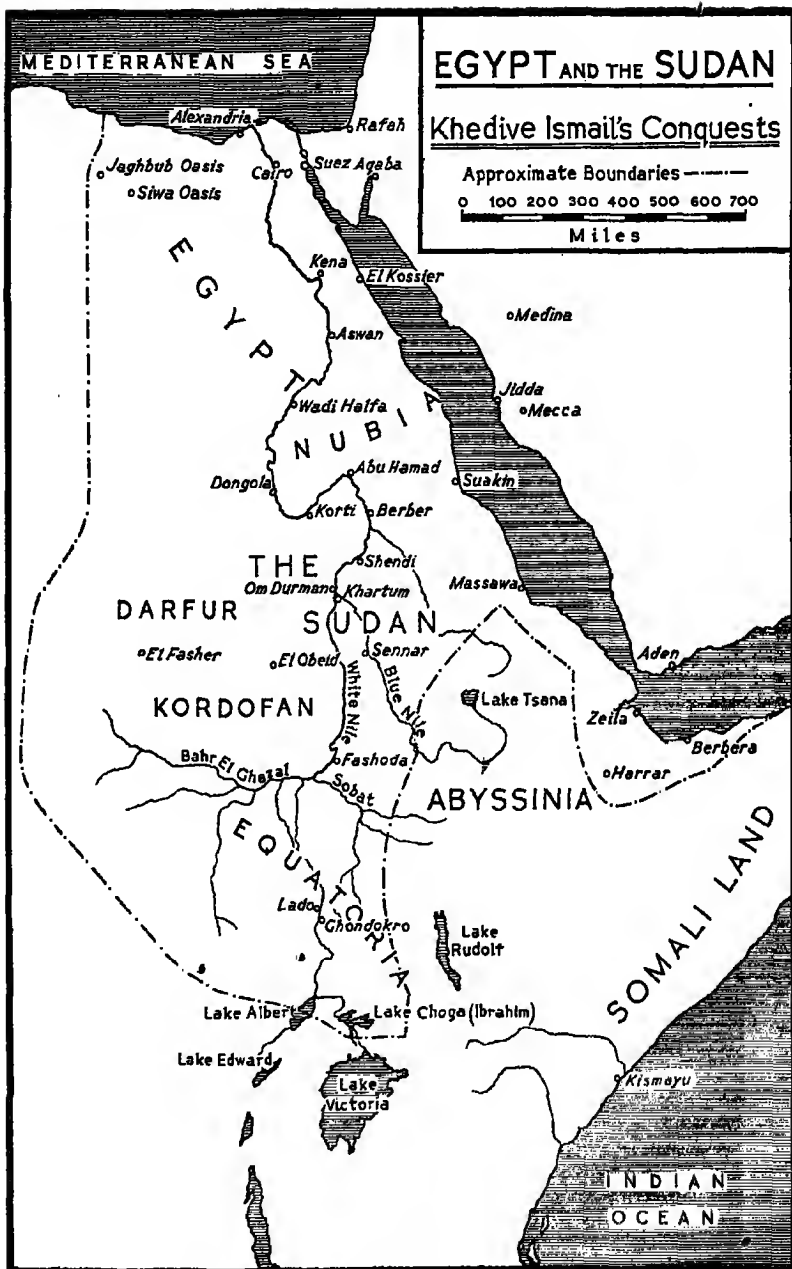 MEDITERRANEAN SEA
EGYPT AND THE SUDAN
Khedive Ismail's Conquests
Approximate Boundaries
0 100 200 300 400 500 600 700
Miles
Alexandria
Rafah
Jaghbub Oasis
Siwa Oasis
Cairo
Suez
Aqaba
EGYPT
Kena
El Kossier
Medina
Aswan
Wadi Halfa
NUBIA
Jidda
Mecca
Abu Hamad
Dongola
Suakin
Korti
Berber
THE
SUDAN
Shendi
Om Durman
Khartum
Massawa
DARFUR
El Fasher
El Obeid
Sennar
Aden
KORDOFAN
White Nile
Blue Nile
Lake Tsana
Zeila
Berbera
Bahr El Ghazal
Fashoda
Sobat
Harrar
ABYSSINIA
EQUATORIA
SOMALI LAND
Lado
Ghondokro
Lake
Rudolf
Lake Albert
Lake Choga (Ibrahim)
Lake Edward
Lake
Victoria
Kismayu
INDIAN
OCEAN